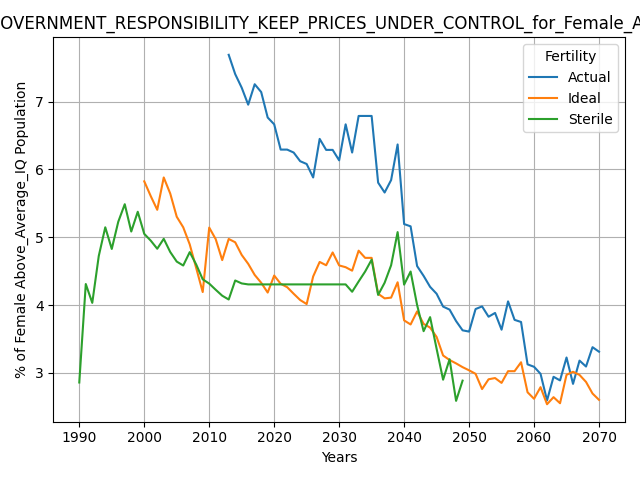 OVERNMENT_RESPONSIBILITY_KEEP_PRICES_UNDER_CONTROL_for_Female_A
% of Female Above_Average_IQ Population
7
6
5
4
3
Fertility
Actual
Ideal
Sterile
1990 2000 2010 2020 2030 2040 2050 2060 2070
Years